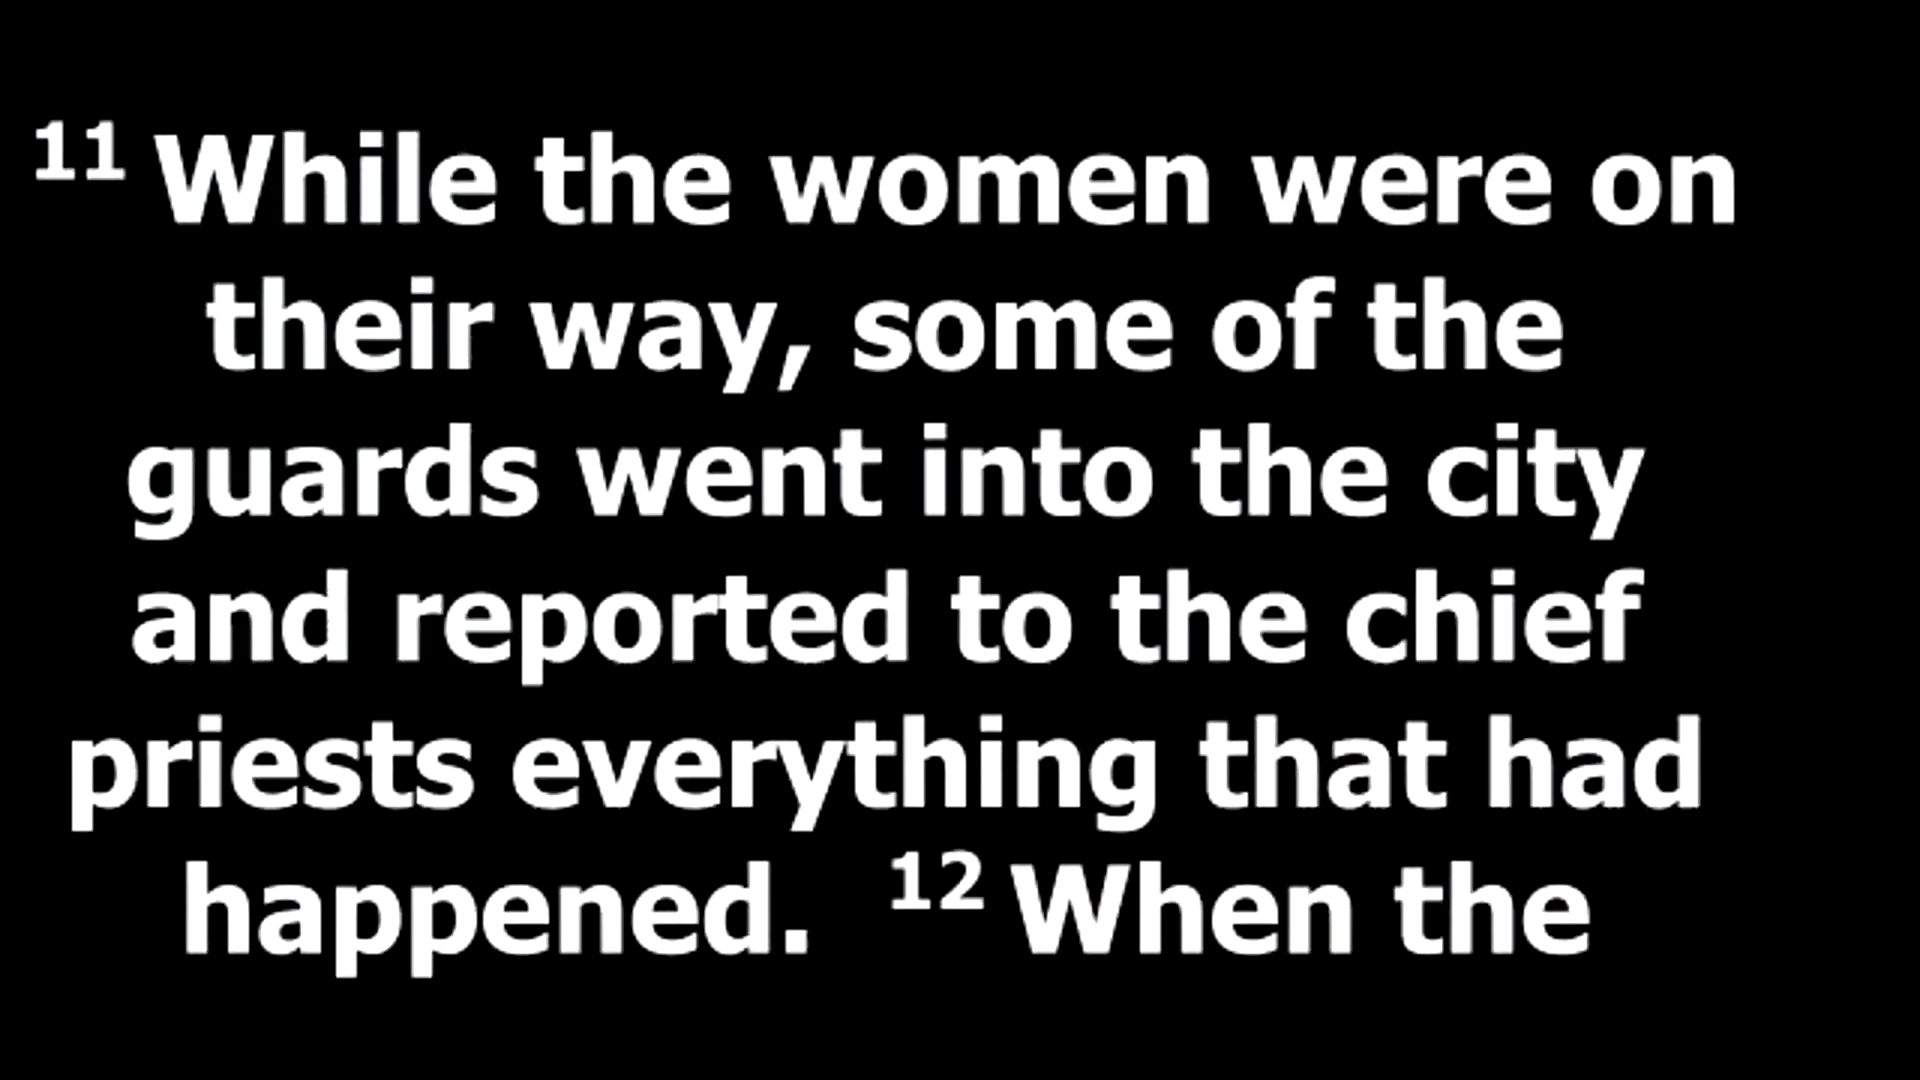 11 While the women were on
their way, some of the
guards went into the city
and reported to the chief
priests everything that had
happened. 12 When the